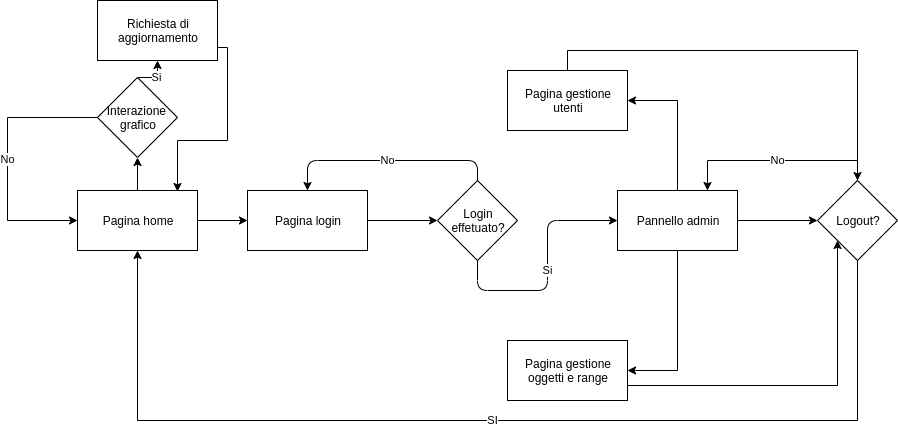 Richiesta di
aggiornamento
Si
Interazione
grafico
No
Pagina home
Pagina login
No
Login
effetuato?
Si
Pagina gestione
utenti
No
Pannello admin
Logout?
Pagina gestione
oggetti e range
SI